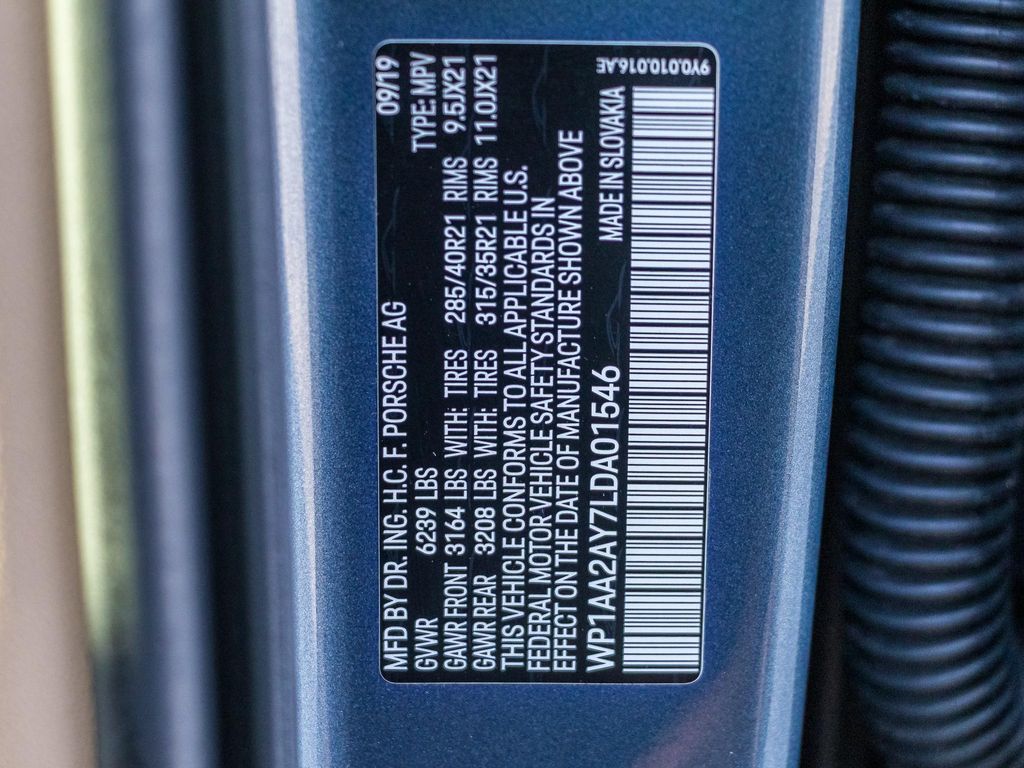 MFD BY DR. ING. H.C. F. PORSCHE AG 09/19
GVWR 6239 LBS TYPE: MPV
GAWR FRONT 3164 LBS WITH: TIRES 285/40R21 RIMS 9.5JX21
GAWR REAR 3208 LBS WITH: TIRES 315/35R21 RIMS 11.0JX21
THIS VEHICLE CONFORMS TO ALL APPLICABLE U.S.
FEDERAL MOTOR VEHICLE SAFETY STANDARDS IN
EFFECT ON THE DATE OF MANUFACTURE SHOWN ABOVE
WP1AA2AY7LDA01546 MADE IN SLOVAKIA
9Y0.010.016.AE